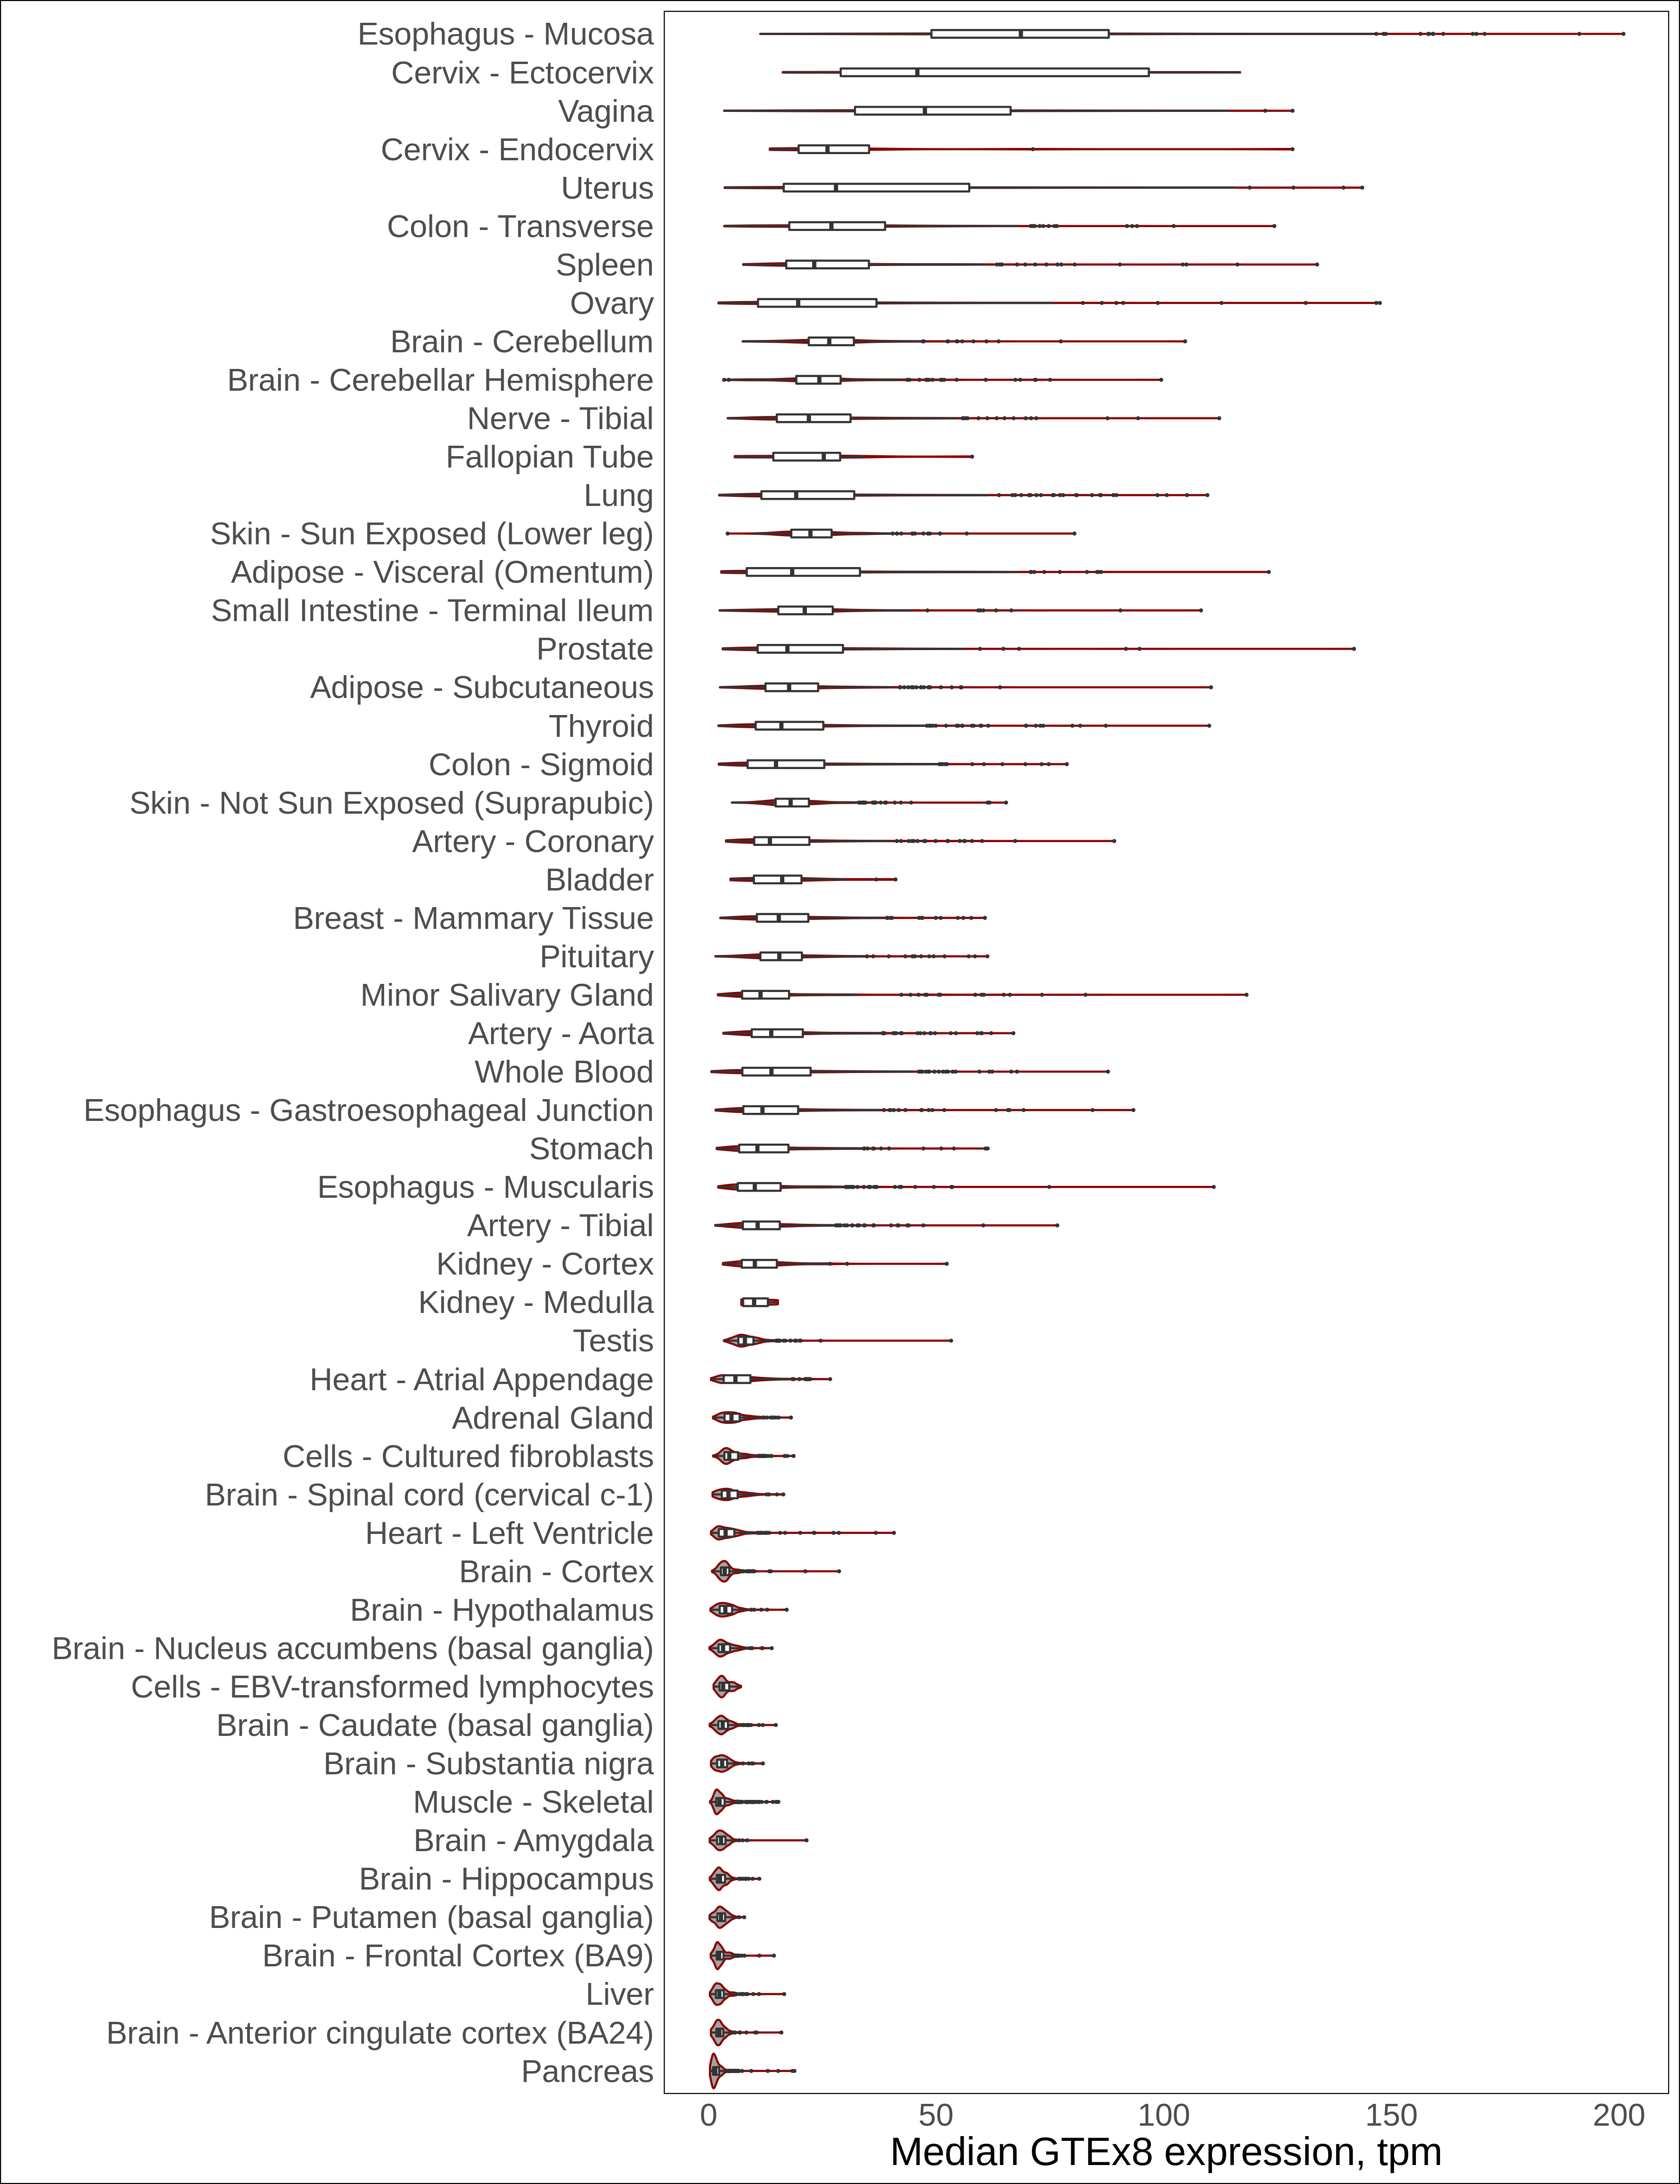 Esophagus - Mucosa
Cervix - Ectocervix
Vagina
Cervix - Endocervix
Uterus
Colon - Transverse
Spleen
Ovary
Brain - Cerebellum
Brain - Cerebellar Hemisphere
Nerve - Tibial
Fallopian Tube
Lung
Skin - Sun Exposed (Lower leg)
Adipose - Visceral (Omentum)
Small Intestine - Terminal Ileum
Prostate
Adipose - Subcutaneous
Thyroid
Colon - Sigmoid
Skin - Not Sun Exposed (Suprapubic)
Artery - Coronary
Bladder
Breast - Mammary Tissue
Pituitary
Minor Salivary Gland
Artery - Aorta
Whole Blood
Esophagus - Gastroesophageal Junction
Stomach
Esophagus - Muscularis
Artery - Tibial
Kidney - Cortex
Kidney - Medulla
Testis
Heart - Atrial Appendage
Adrenal Gland
Cells - Cultured fibroblasts
Brain - Spinal cord (cervical c-1)
Heart - Left Ventricle
Brain - Cortex
Brain - Hypothalamus
Brain - Nucleus accumbens (basal ganglia)
Cells - EBV-transformed lymphocytes
Brain - Caudate (basal ganglia)
Brain - Substantia nigra
Muscle - Skeletal
Brain - Amygdala
Brain - Hippocampus
Brain - Putamen (basal ganglia)
Brain - Frontal Cortex (BA9)
Liver
Brain - Anterior cingulate cortex (BA24)
Pancreas
0 50 100 150 200
Median GTEx8 expression, tpm